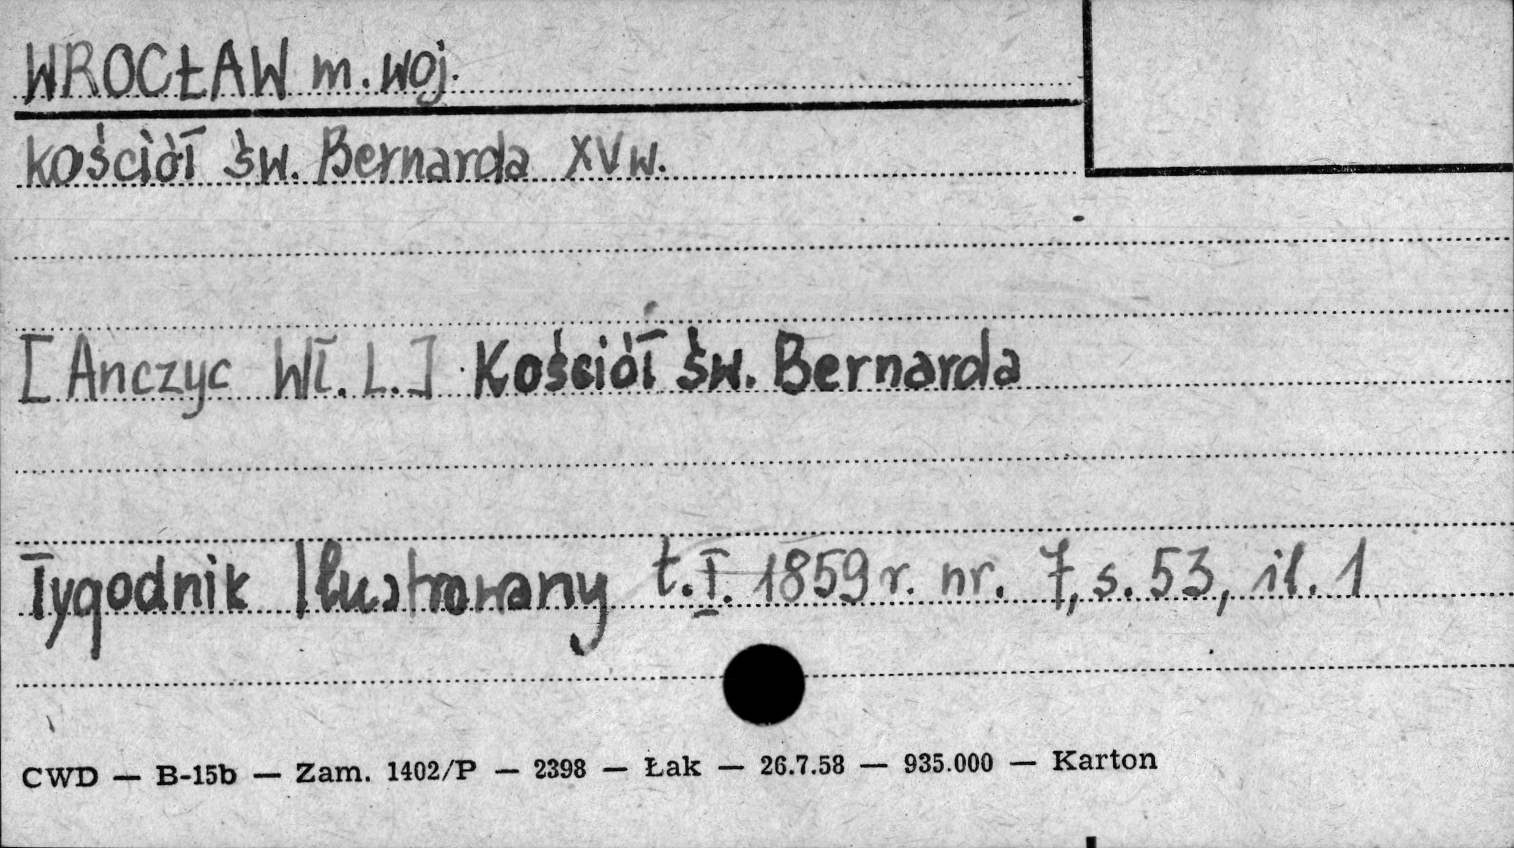 WROCŁAW m. woj.
kościół św. Bernarda XV w.
[Anczyc Wł. L.] Kościół św. Bernarda
Tygodnik Ilustrowany t. I. 1859 r. nr. 7, s. 53, il. 1
CWD — B-15b — Zam. 1402/P — 2398 — Łak — 26.7.58 — 935.000 — Karton